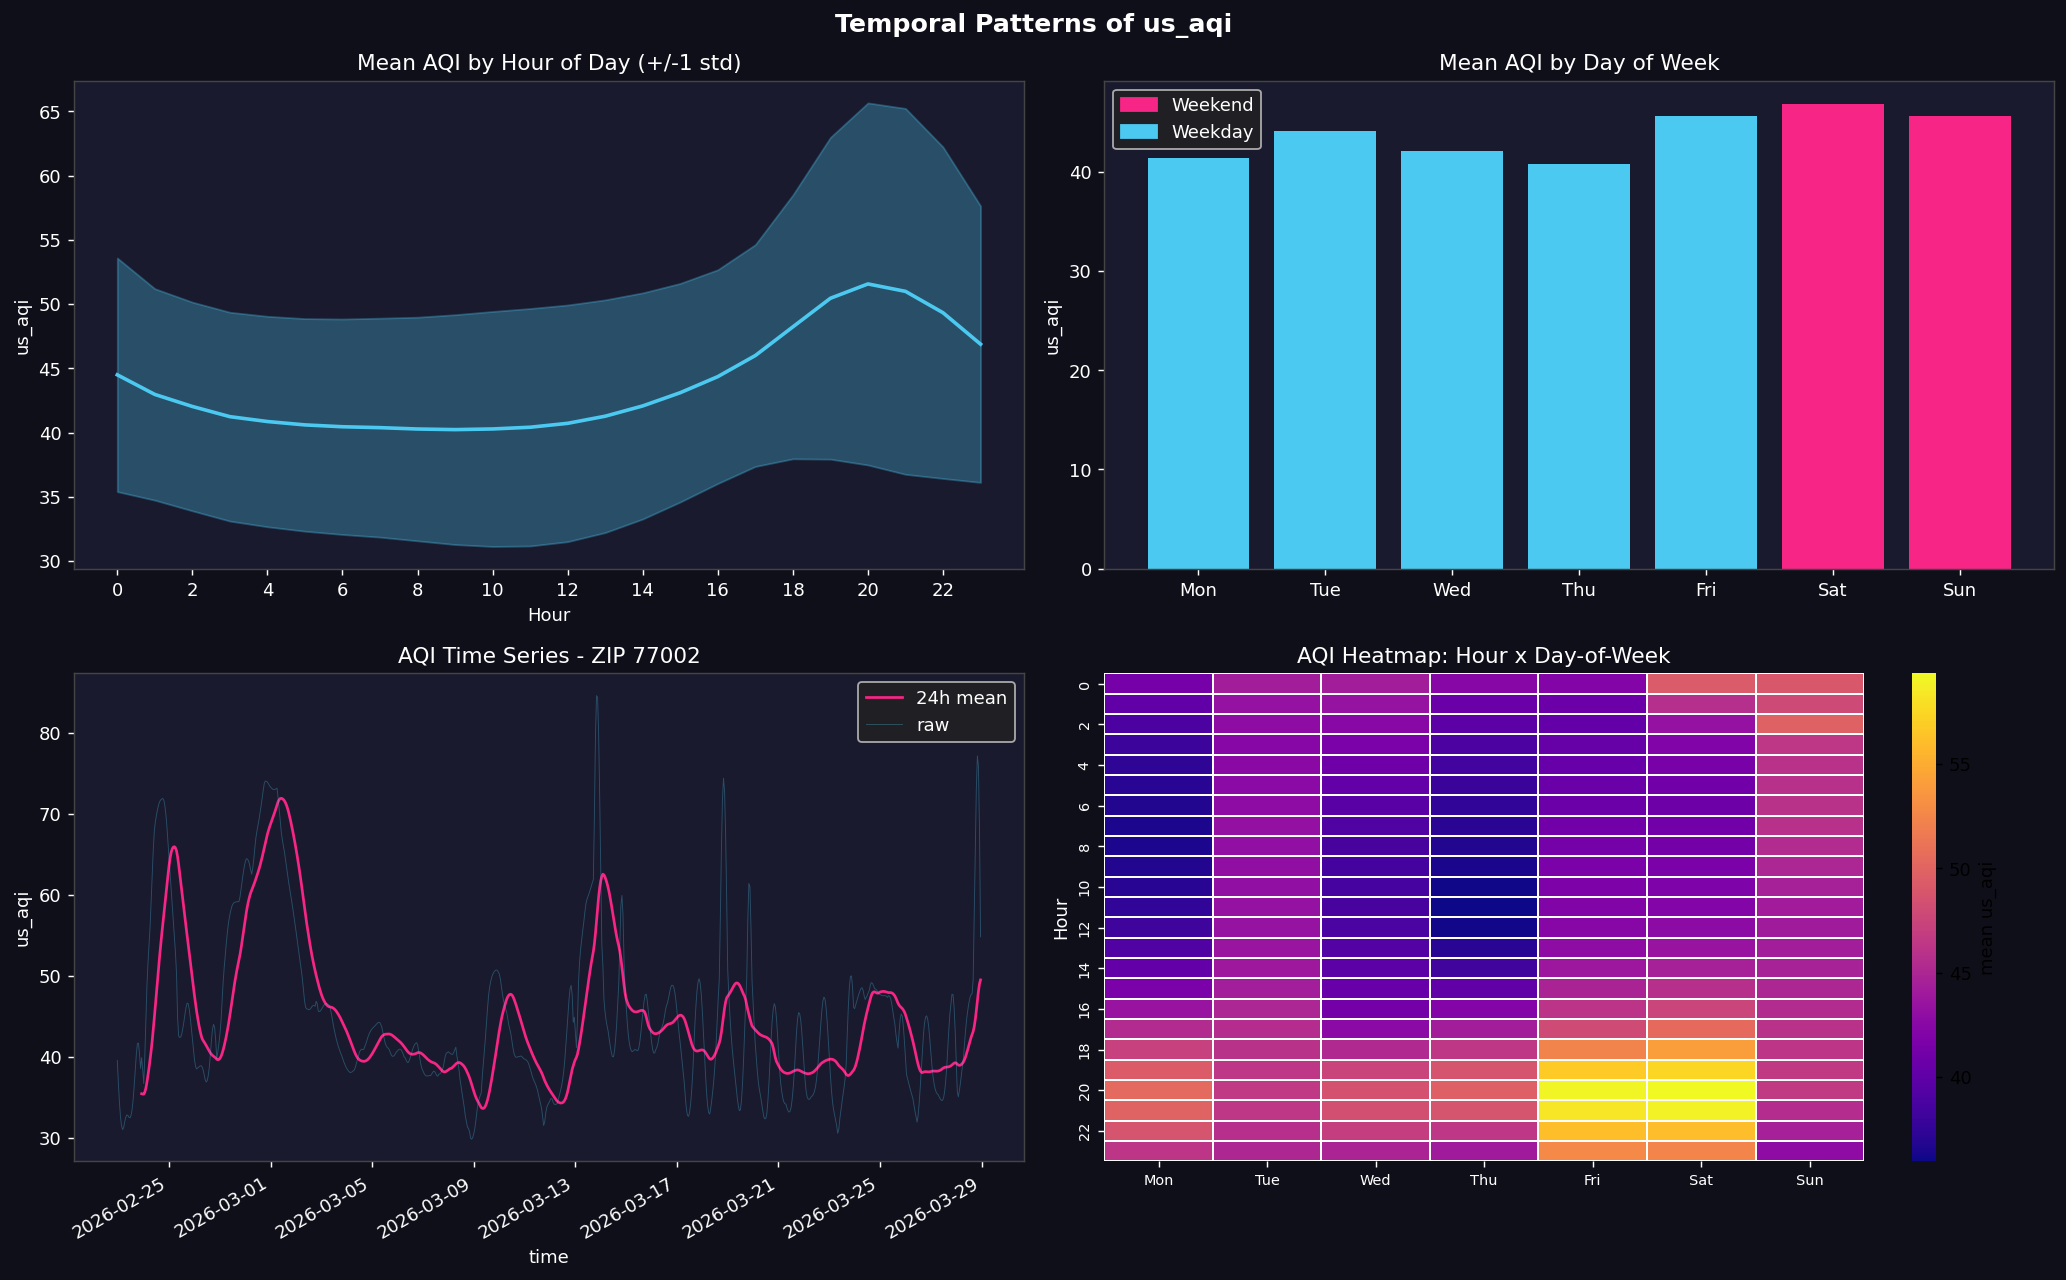 Temporal Patterns of us_aqi
Mean AQI by Hour of Day (+/-1 std)
us_aqi
65
60
55
50
45
40
35
30
0 2 4 6 8 10 12 14 16 18 20 22
Hour
Mean AQI by Day of Week
Weekend
Weekday
us_aqi
40
30
20
10
0
Mon Tue Wed Thu Fri Sat Sun
AQI Time Series - ZIP 77002
24h mean
raw
us_aqi
80
70
60
50
40
30
2026-02-25 2026-03-01 2026-03-05 2026-03-09 2026-03-13 2026-03-17 2026-03-21 2026-03-25 2026-03-29
time
AQI Heatmap: Hour x Day-of-Week
Hour
0
2
4
6
8
10
12
14
16
18
20
22
Mon Tue Wed Thu Fri Sat Sun
55
50
45
40
mean us_aqi